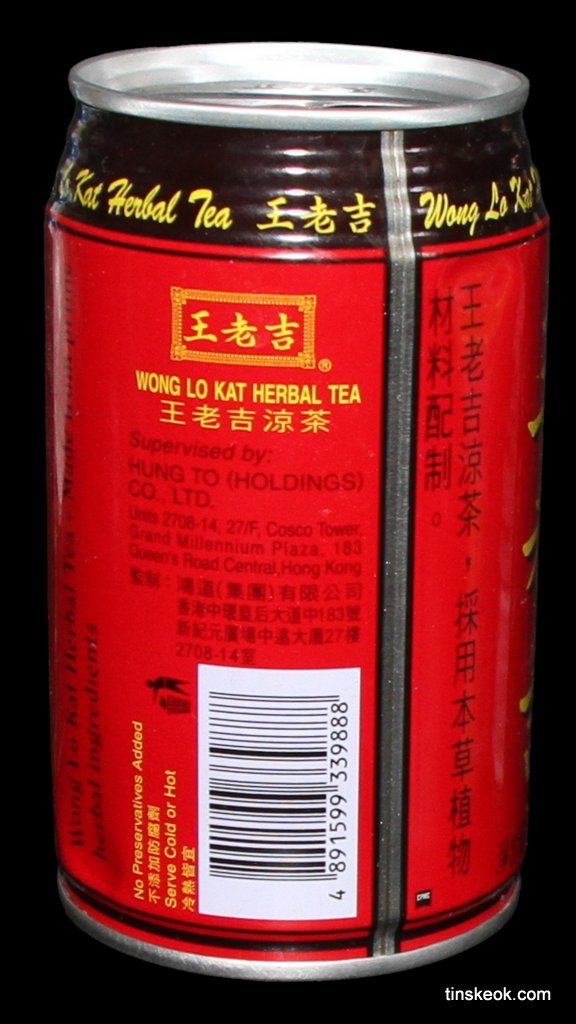 Kat Herbal Tea 王老吉
Wong Lo Kat
王老吉
®
WONG LO KAT HERBAL TEA
王老吉涼茶
Supervised by:
HUNG TO (HOLDINGS)
CO., LTD.
Units 2708-14, 27/F, Cosco Tower,
Grand Millennium Plaza, 183
Queen's Road Central,Hong Kong
監制：鴻道(集團)有限公司
香港中環皇后大道中183號
新紀元廣場中遠大廈27樓
2708-14室
No Preservatives Added
不添加防腐劑
Serve Cold or Hot
冷熱皆宜
4 891599 339888
Wong Lo Kat Herbal Tea - Made
herbal ingredients
王老吉涼茶，採用本草植物
材料配制。
tinskeok.com